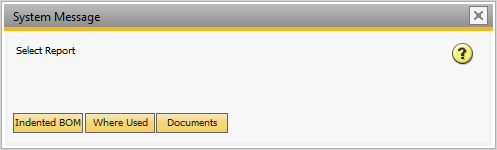 System Message
Select Report
?
Indented BOM Where Used Documents